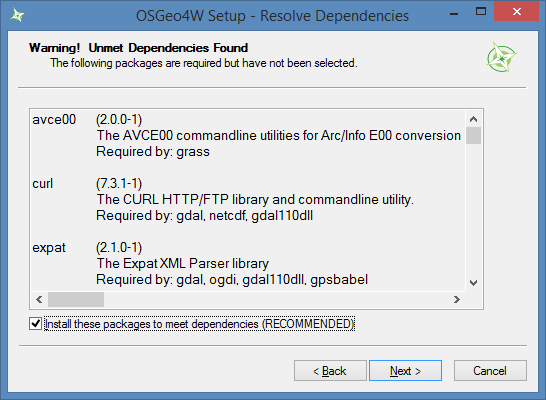 OSGeo4W Setup - Resolve Dependencies
Warning! Unmet Dependencies Found
The following packages are required but have not been selected.
avce00 (2.0.0-1)
The AVCE00 commandline utilities for Arc/Info E00 conversion
Required by: grass
curl (7.3.1-1)
The CURL HTTP/FTP library and commandline utility.
Required by: gdal, netcdf, gdal110dll
expat (2.1.0-1)
The Expat XML Parser library
Required by: gdal, ogdi, gdal110dll, gpsbabel
Install these packages to meet dependencies (RECOMMENDED)
< Back Next > Cancel